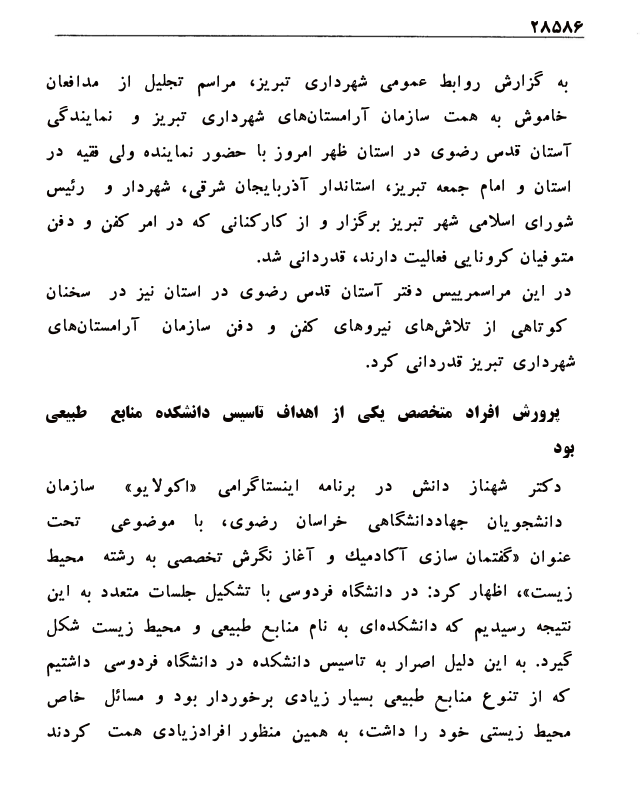 ۲۸۵۸۶
به گزارش روابط عمومی شهرداری تبریز، مراسم تجلیل از مدافعان
خاموش به همت سازمان آرامستان‌های شهرداری تبریز و نمایندگی
آستان قدس رضوی در استان ظهر امروز با حضور نماینده ولی فقیه در
استان و امام جمعه تبریز، استاندار آذربایجان شرقی، شهردار و رئیس
شورای اسلامی شهر تبریز برگزار و از کارکنانی که در امر کفن و دفن
متوفیان کرونایی فعالیت دارند، قدردانی شد.
در این مراسمرییس دفتر آستان قدس رضوی در استان نیز در سخنان
کوتاهی از تلاش‌های نیروهای کفن و دفن سازمان آرامستان‌های
شهرداری تبریز قدردانی کرد.
پرورش افراد متخصص یکی از اهداف تاسیس دانشکده منابع طبیعی
بود
دکتر شهناز دانش در برنامه اینستاگرامی «اکولایو» سازمان
دانشجویان جهاددانشگاهی خراسان رضوی، با موضوعی تحت
عنوان «گفتمان سازی آکادمیك و آغاز نگرش تخصصی به رشته محیط
زیست»، اظهار کرد: در دانشگاه فردوسی با تشکیل جلسات متعدد به این
نتیجه رسیدیم که دانشکده‌ای به نام منابع طبیعی و محیط زیست شکل
گیرد. به این دلیل اصرار به تاسیس دانشکده در دانشگاه فردوسی داشتیم
که از تنوع منابع طبیعی بسیار زیادی برخوردار بود و مسائل خاص
محیط زیستی خود را داشت، به همین منظور افرادزیادی همت کردند